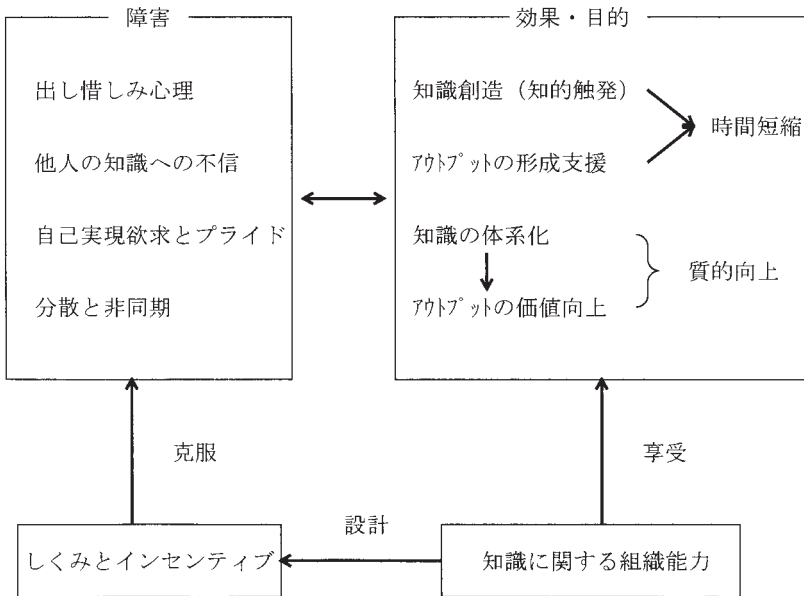 障害
出し惜しみ心理
他人の知識への不信
自己実現欲求とプライド
分散と非同期
効果・目的
知識創造（知的触発）
ｱｳﾄﾌﾟｯﾄの形成支援
時間短縮
知識の体系化
ｱｳﾄﾌﾟｯﾄの価値向上
質的向上
克服
享受
設計
しくみとインセンティブ
知識に関する組織能力